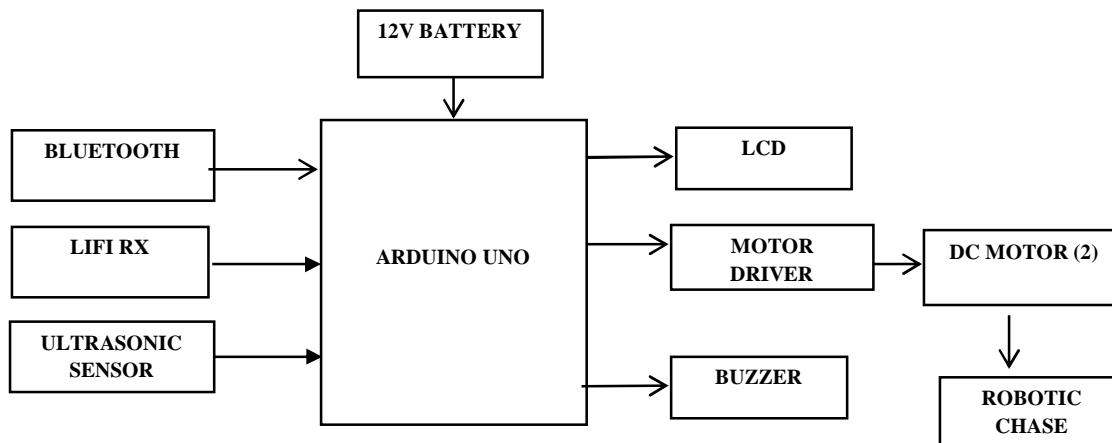 12V BATTERY
BLUETOOTH
LIFI RX
ULTRASONIC
SENSOR
ARDUINO UNO
LCD
MOTOR
DRIVER
BUZZER
DC MOTOR (2)
ROBOTIC
CHASE